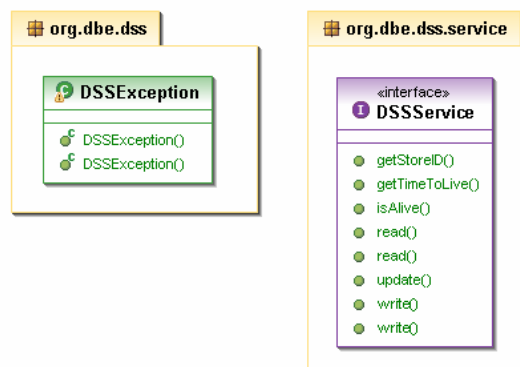 org.dbe.dss
DSSException
DSSException()
DSSException()
org.dbe.dss.service
«interface»
DSSService
getStoreID()
getTimeToLive()
isAlive()
read()
read()
update()
write()
write()